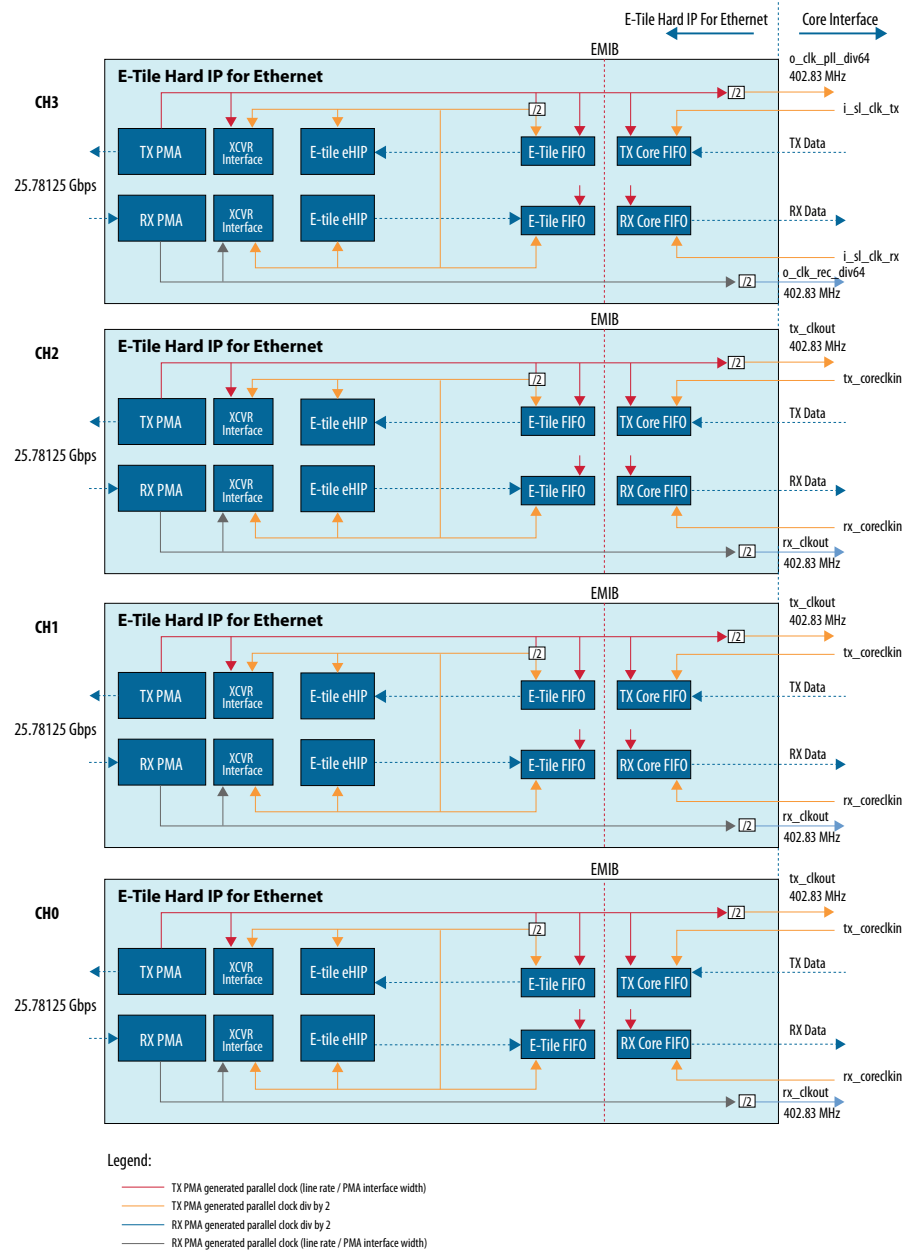 E-Tile Hard IP For Ethernet
Core Interface
EMIB
o_clk_pll_div64
402.83 MHz
E-Tile Hard IP for Ethernet
CH3
/2
i_sl_clk_tx
/2
TX PMA
XCVR
Interface
E-tile eHIP
E-Tile FIFO
TX Core FIFO
TX Data
25.78125 Gbps
RX PMA
XCVR
Interface
E-tile eHIP
E-Tile FIFO
RX Core FIFO
RX Data
i_sl_clk_rx
o_clk_rec_div64
/2
402.83 MHz
EMIB
tx_clkout
402.83 MHz
E-Tile Hard IP for Ethernet
CH2
/2
tx_coreclkin
/2
TX PMA
XCVR
Interface
E-tile eHIP
E-Tile FIFO
TX Core FIFO
TX Data
25.78125 Gbps
RX PMA
XCVR
Interface
E-tile eHIP
E-Tile FIFO
RX Core FIFO
RX Data
rx_coreclkin
rx_clkout
/2
402.83 MHz
EMIB
tx_clkout
402.83 MHz
E-Tile Hard IP for Ethernet
CH1
/2
tx_coreclkin
/2
TX PMA
XCVR
Interface
E-tile eHIP
E-Tile FIFO
TX Core FIFO
TX Data
25.78125 Gbps
RX PMA
XCVR
Interface
E-tile eHIP
E-Tile FIFO
RX Core FIFO
RX Data
rx_coreclkin
rx_clkout
/2
402.83 MHz
EMIB
tx_clkout
402.83 MHz
E-Tile Hard IP for Ethernet
CH0
/2
tx_coreclkin
/2
TX PMA
XCVR
Interface
E-tile eHIP
E-Tile FIFO
TX Core FIFO
TX Data
25.78125 Gbps
RX PMA
XCVR
Interface
E-tile eHIP
E-Tile FIFO
RX Core FIFO
RX Data
rx_coreclkin
rx_clkout
/2
402.83 MHz
Legend:
TX PMA generated parallel clock (line rate / PMA interface width)
TX PMA generated parallel clock div by 2
RX PMA generated parallel clock div by 2
RX PMA generated parallel clock (line rate / PMA interface width)